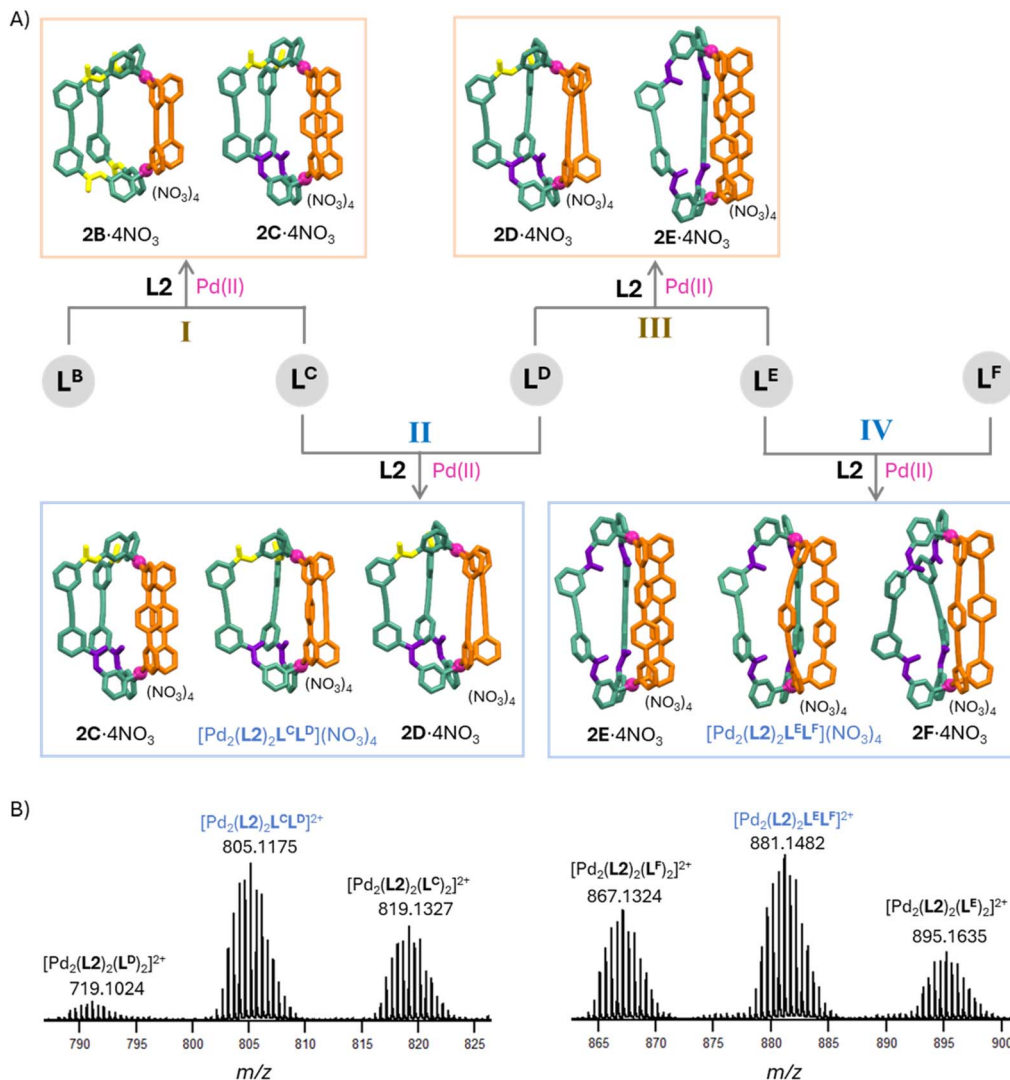 A)
(NO₃)₄ (NO₃)₄ (NO₃)₄ (NO₃)₄
2B·4NO₃ 2C·4NO₃ 2D·4NO₃ 2E·4NO₃
L2 Pd(II) L2 Pd(II)
I III
Lᴮ Lᶜ Lᴰ Lᴱ Lᶠ
II IV
L2 Pd(II) L2 Pd(II)
(NO₃)₄ (NO₃)₄ (NO₃)₄ (NO₃)₄ (NO₃)₄ (NO₃)₄
2C·4NO₃ [Pd₂(L2)₂LᶜLᴰ](NO₃)₄ 2D·4NO₃ 2E·4NO₃ [Pd₂(L2)₂LᴱLᶠ](NO₃)₄ 2F·4NO₃
B)
[Pd₂(L2)₂LᶜLᴰ]²⁺
805.1175
[Pd₂(L2)₂(Lᶜ)₂]²⁺
819.1327
[Pd₂(L2)₂(Lᴰ)₂]²⁺
719.1024
790 795 800 805 810 815 820 825
m/z
[Pd₂(L2)₂LᴱLᶠ]²⁺
881.1482
[Pd₂(L2)₂(Lᶠ)₂]²⁺
867.1324
[Pd₂(L2)₂(Lᴱ)₂]²⁺
895.1635
865 870 875 880 885 890 895 900
m/z